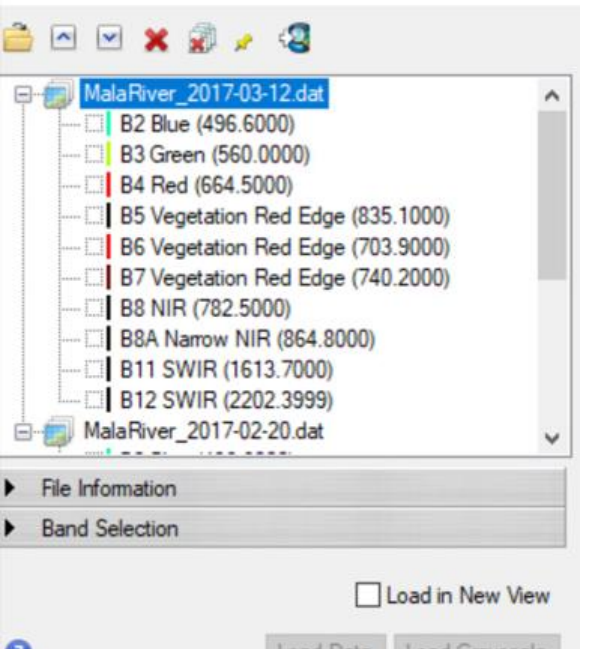 MalaRiver_2017-03-12.dat
B2 Blue (496.6000)
B3 Green (560.0000)
B4 Red (664.5000)
B5 Vegetation Red Edge (835.1000)
B6 Vegetation Red Edge (703.9000)
B7 Vegetation Red Edge (740.2000)
B8 NIR (782.5000)
B8A Narrow NIR (864.8000)
B11 SWIR (1613.7000)
B12 SWIR (2202.3999)
MalaRiver_2017-02-20.dat
File Information
Band Selection
Load in New View